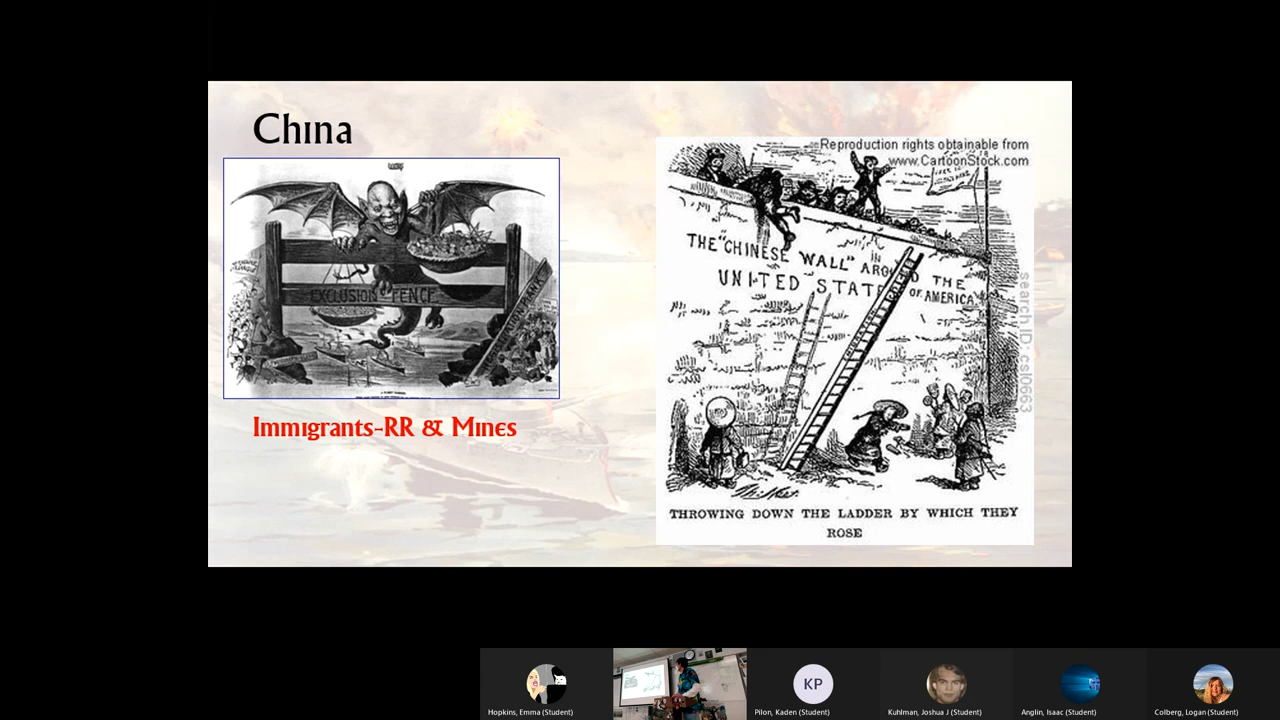 China
EXCLUSION FENCE
Immigrants-RR & Mines
Reproduction rights obtainable from
www.CartoonStock.com
THE "CHINESE WALL" AROUND THE
UNITED STATES OF AMERICA
search ID: csl0663
THROWING DOWN THE LADDER BY WHICH THEY
ROSE
Hopkins, Emma (Student)
KP
Pilon, Kaden (Student)
Kuhlman, Joshua J (Student)
Anglin, Isaac (Student)
Colberg, Logan (Student)